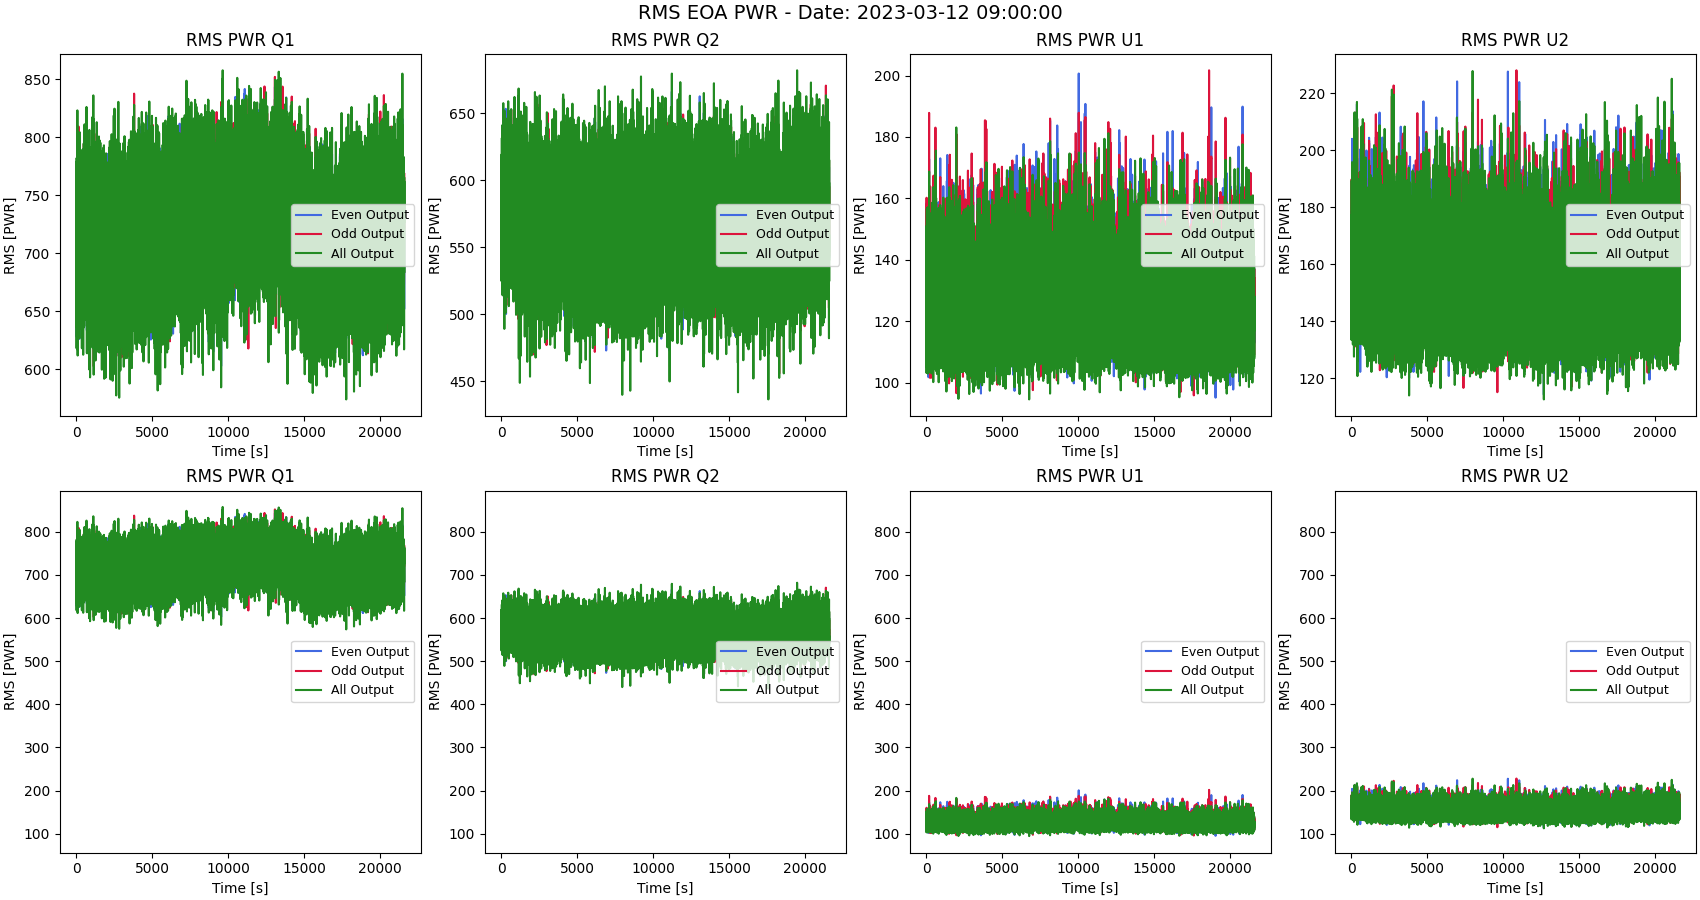 RMS EOA PWR - Date: 2023-03-12 09:00:00
RMS PWR Q1
RMS [PWR]
850
800
750
700
650
600
Even Output
Odd Output
All Output
0 5000 10000 15000 20000
Time [s]
RMS PWR Q2
RMS [PWR]
650
600
550
500
450
Even Output
Odd Output
All Output
0 5000 10000 15000 20000
Time [s]
RMS PWR U1
RMS [PWR]
200
180
160
140
120
100
Even Output
Odd Output
All Output
0 5000 10000 15000 20000
Time [s]
RMS PWR U2
RMS [PWR]
220
200
180
160
140
120
Even Output
Odd Output
All Output
0 5000 10000 15000 20000
Time [s]
RMS PWR Q1
RMS [PWR]
800
700
600
500
400
300
200
100
Even Output
Odd Output
All Output
0 5000 10000 15000 20000
Time [s]
RMS PWR Q2
RMS [PWR]
800
700
600
500
400
300
200
100
Even Output
Odd Output
All Output
0 5000 10000 15000 20000
Time [s]
RMS PWR U1
RMS [PWR]
800
700
600
500
400
300
200
100
Even Output
Odd Output
All Output
0 5000 10000 15000 20000
Time [s]
RMS PWR U2
RMS [PWR]
800
700
600
500
400
300
200
100
Even Output
Odd Output
All Output
0 5000 10000 15000 20000
Time [s]